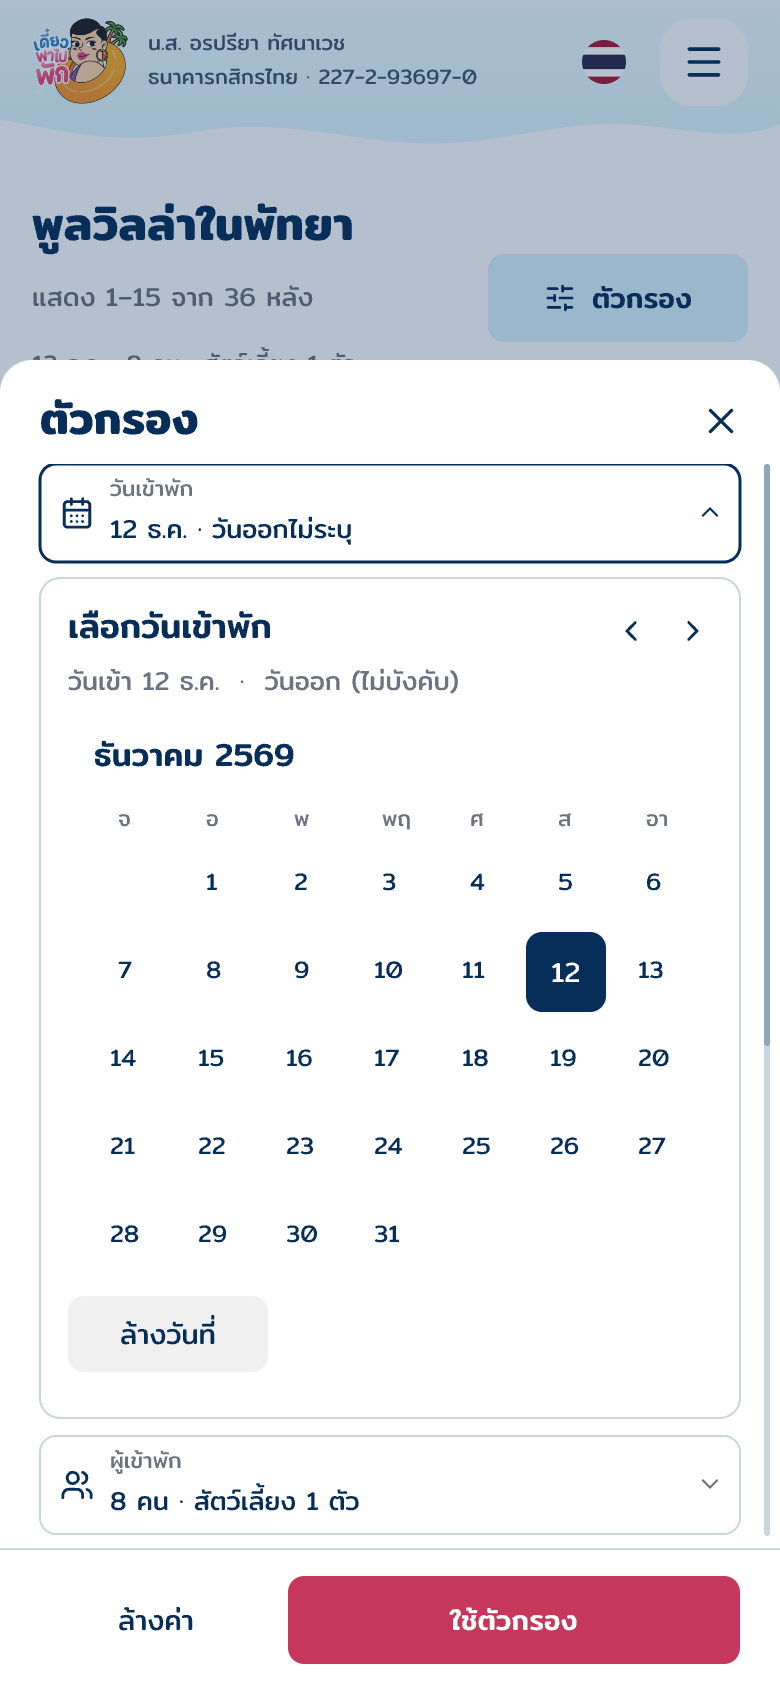 เดี๋ยว
พาไป
พัก
น.ส. อรปรียา ทัศนาเวช
ธนาคารกสิกรไทย · 227-2-93697-0
พูลวิลล่าในพัทยา
แสดง 1–15 จาก 36 หลัง
ตัวกรอง
ตัวกรอง
วันเข้าพัก
12 ธ.ค. · วันออกไม่ระบุ
เลือกวันเข้าพัก
วันเข้า 12 ธ.ค. · วันออก (ไม่บังคับ)
ธันวาคม 2569
จ อ พ พฤ ศ ส อา
1 2 3 4 5 6
7 8 9 10 11 12 13
14 15 16 17 18 19 20
21 22 23 24 25 26 27
28 29 30 31
ล้างวันที่
ผู้เข้าพัก
8 คน · สัตว์เลี้ยง 1 ตัว
ล้างค่า
ใช้ตัวกรอง